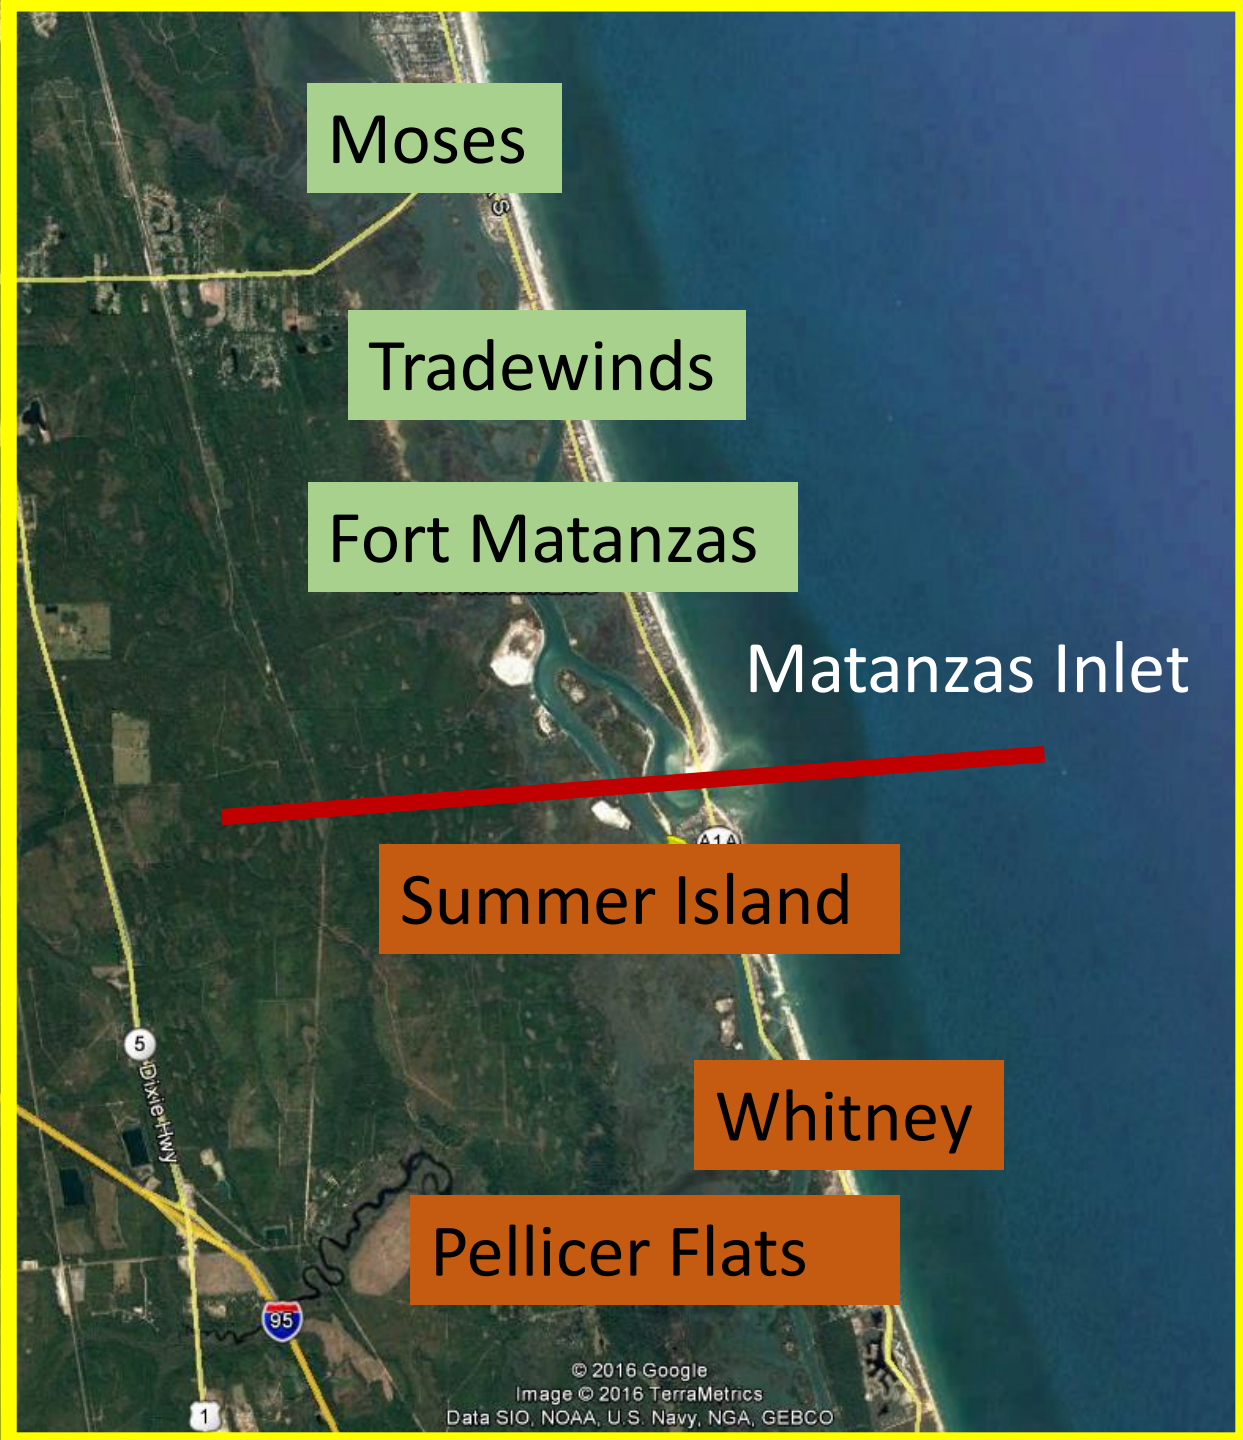 Moses
S
Tradewinds
Fort Matanzas
Matanzas Inlet
A1A
Summer Island
5
Dixie Hwy
Whitney
Pellicer Flats
95
1
© 2016 Google
Image © 2016 TerraMetrics
Data SIO, NOAA, U.S. Navy, NGA, GEBCO